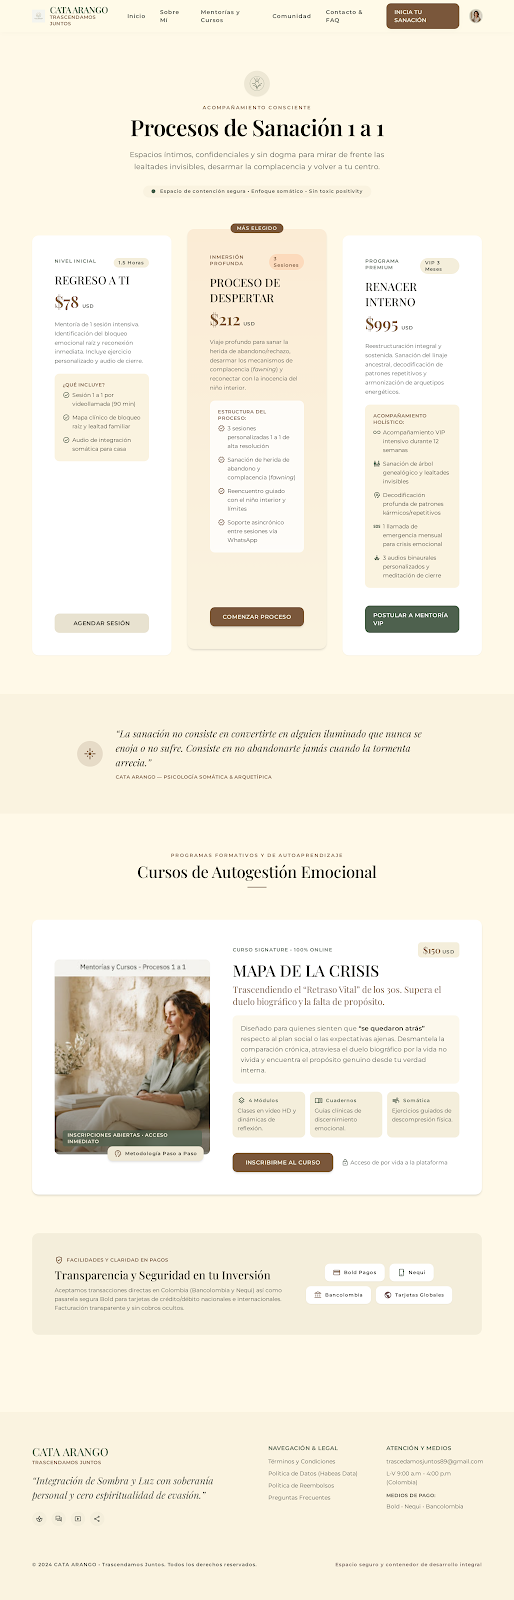 CATA ARANGO
TRASCENDAMOS
JUNTOS
Inicio
Sobre
Mí
Mentorías y
Cursos
Comunidad
Contacto &
FAQ
INICIA TU
SANACIÓN
ACOMPAÑAMIENTO CONSCIENTE
Procesos de Sanación 1 a 1
Espacios íntimos, confidenciales y sin dogma para mirar de frente las
lealtades invisibles, desarmar la complacencia y volver a tu centro.
Espacio de contención segura • Enfoque somático • Sin toxic positivity
NIVEL INICIAL
1.5 Horas
REGRESO A TI
$78 USD
Mentoría de 1 sesión intensiva.
Identificación del bloqueo
emocional raíz y reconexión
inmediata. Incluye ejercicio
personalizado y audio de cierre.
¿QUÉ INCLUYE?
Sesión 1 a 1 por
videollamada (90 min)
Mapa clínico de bloqueo
raíz y lealtad familiar
Audio de integración
somática para casa
AGENDAR SESIÓN
MÁS ELEGIDO
INMERSIÓN
PROFUNDA
3
Sesiones
PROCESO DE
DESPERTAR
$212 USD
Viaje profundo para sanar la
herida de abandono/rechazo,
desarmar los mecanismos de
complacencia (fawning) y
reconectar con la inocencia del
niño interior.
ESTRUCTURA DEL
PROCESO:
3 sesiones
personalizadas 1 a 1 de
alta resolución
Sanación de herida de
abandono y
complacencia (fawning)
Reencuentro guiado
con el niño interior y
límites
Soporte asincrónico
entre sesiones vía
WhatsApp
COMENZAR PROCESO
PROGRAMA
PREMIUM
VIP 3
Meses
RENACER
INTERNO
$995 USD
Reestructuración integral y
sostenida. Sanación del linaje
ancestral, decodificación de
patrones repetitivos y
armonización de arquetipos
energéticos.
ACOMPAÑAMIENTO
HOLÍSTICO:
Acompañamiento VIP
intensivo durante 12
semanas
Sanación de árbol
genealógico y lealtades
invisibles
Decodificación
profunda de patrones
kármicos/repetitivos
1 llamada de
emergencia mensual
para crisis emocional
3 audios binaurales
personalizados y
meditación de cierre
POSTULAR A MENTORÍA
VIP
“La sanación no consiste en convertirte en alguien iluminado que nunca se
enoja o no sufre. Consiste en no abandonarte jamás cuando la tormenta
arrecia.”
CATA ARANGO — PSICOLOGÍA SOMÁTICA & ARQUETÍPICA
PROGRAMAS FORMATIVOS Y DE AUTOAPRENDIZAJE
Cursos de Autogestión Emocional
Mentorías y Cursos - Procesos 1 a 1
INSCRIPCIONES ABIERTAS • ACCESO
INMEDIATO
Metodología Paso a Paso
CURSO SIGNATURE • 100% ONLINE
$150 USD
MAPA DE LA CRISIS
Trascendiendo el “Retraso Vital” de los 30s. Supera el
duelo biográfico y la falta de propósito.
Diseñado para quienes sienten que “se quedaron atrás”
respecto al plan social o las expectativas ajenas. Desmantela la
comparación crónica, atraviesa el duelo biográfico por la vida no
vivida y encuentra el propósito genuino desde tu verdad
interna.
4 Módulos
Clases en video HD y
dinámicas de
reflexión.
Cuadernos
Guías clínicas de
discernimiento
emocional.
Somática
Ejercicios guiados de
descompresión física.
INSCRIBIRME AL CURSO
Acceso de por vida a la plataforma
FACILIDADES Y CLARIDAD EN PAGOS
Transparencia y Seguridad en tu Inversión
Aceptamos transacciones directas en Colombia (Bancolombia y Nequi) así como
pasarela segura Bold para tarjetas de crédito/débito nacionales e internacionales.
Facturación transparente y sin cobros ocultos.
Bold Pagos
Nequi
Bancolombia
Tarjetas Globales
CATA ARANGO
TRASCENDAMOS JUNTOS
“Integración de Sombra y Luz con soberanía
personal y cero espiritualidad de evasión.”
NAVEGACIÓN & LEGAL
Términos y Condiciones
Política de Datos (Habeas Data)
Política de Reembolsos
Preguntas Frecuentes
ATENCIÓN Y MEDIOS
trascedamosjuntos89@gmail.com
L-V 9:00 a.m - 4:00 p.m
(Colombia)
MEDIOS DE PAGO:
Bold • Nequi • Bancolombia
© 2024 CATA ARANGO - Trascendamos Juntos. Todos los derechos reservados.
Espacio seguro y contenedor de desarrollo integral